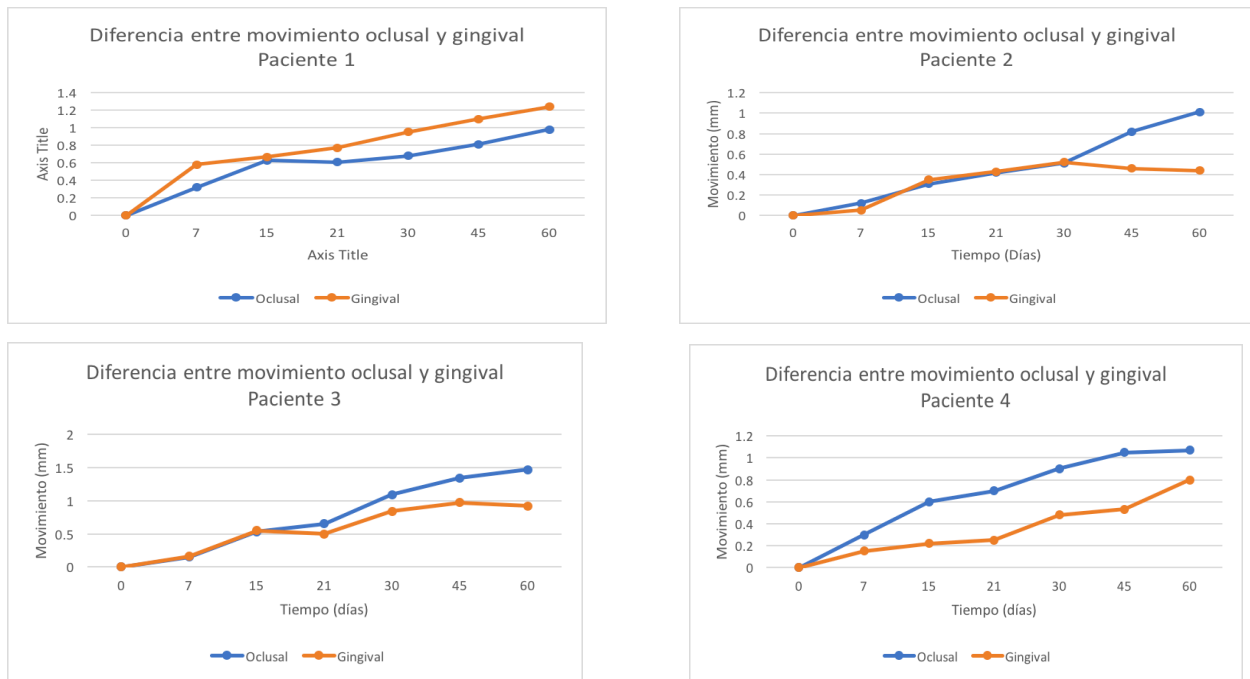 Diferencia entre movimiento oclusal y gingival
Paciente 1
1.4
1.2
1
0.8
0.6
0.4
0.2
0
Axis Title
0 7 15 21 30 45 60
Axis Title
Oclusal Gingival
Diferencia entre movimiento oclusal y gingival
Paciente 2
1.2
1
0.8
0.6
0.4
0.2
0
Movimiento (mm)
0 7 15 21 30 45 60
Tiempo (Días)
Oclusal Gingival
Diferencia entre movimiento oclusal y gingival
Paciente 3
2
1.5
1
0.5
0
Movimiento (mm)
0 7 15 21 30 45 60
Tiempo (días)
Oclusal Gingival
Diferencia entre movimiento oclusal y gingival
Paciente 4
1.2
1
0.8
0.6
0.4
0.2
0
Movimiento (mm)
0 7 15 21 30 45 60
Tiempo (días)
Oclusal Gingival